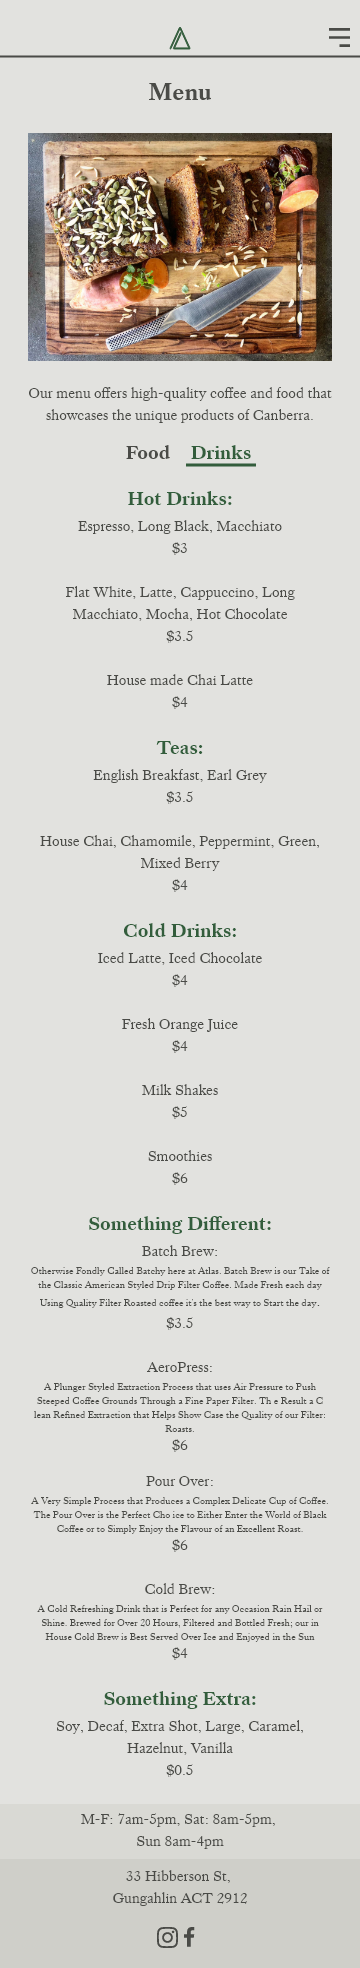 Menu
Our menu offers high-quality coffee and food that
showcases the unique products of Canberra.
Food Drinks
Hot Drinks:
Espresso, Long Black, Macchiato
$3
Flat White, Latte, Cappuccino, Long
Macchiato, Mocha, Hot Chocolate
$3.5
House made Chai Latte
$4
Teas:
English Breakfast, Earl Grey
$3.5
House Chai, Chamomile, Peppermint, Green,
Mixed Berry
$4
Cold Drinks:
Iced Latte, Iced Chocolate
$4
Fresh Orange Juice
$4
Milk Shakes
$5
Smoothies
$6
Something Different:
Batch Brew:
Otherwise Fondly Called Batchy here at Atlas. Batch Brew is our Take of
the Classic American Styled Drip Filter Coffee. Made Fresh each day
Using Quality Filter Roasted coffee it's the best way to Start the day.
$3.5
AeroPress:
A Plunger Styled Extraction Process that uses Air Pressure to Push
Steeped Coffee Grounds Through a Fine Paper Filter. Th e Result a C
lean Refined Extraction that Helps Show Case the Quality of our Filter:
Roasts.
$6
Pour Over:
A Very Simple Process that Produces a Complex Delicate Cup of Coffee.
The Pour Over is the Perfect Cho ice to Either Enter the World of Black
Coffee or to Simply Enjoy the Flavour of an Excellent Roast.
$6
Cold Brew:
A Cold Refreshing Drink that is Perfect for any Occasion Rain Hail or
Shine. Brewed for Over 20 Hours, Filtered and Bottled Fresh; our in
House Cold Brew is Best Served Over Ice and Enjoyed in the Sun
$4
Something Extra:
Soy, Decaf, Extra Shot, Large, Caramel,
Hazelnut, Vanilla
$0.5
M-F: 7am-5pm, Sat: 8am-5pm,
Sun 8am-4pm
33 Hibberson St,
Gungahlin ACT 2912